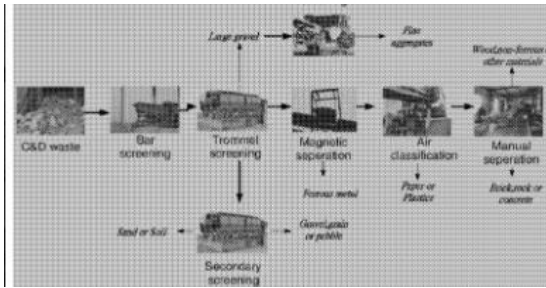 Large gravel
Fine
aggregates
Wood,non-ferrous
other materials
C&D waste
Bar
screening
Trommel
screening
Magnetic
seperation
Air
classification
Manual
seperation
Ferrous metal
Paper or
Plastics
Brick,rock or
concrete
Sand or Soil
Gravel,grain
or pebble
Secondary
screening